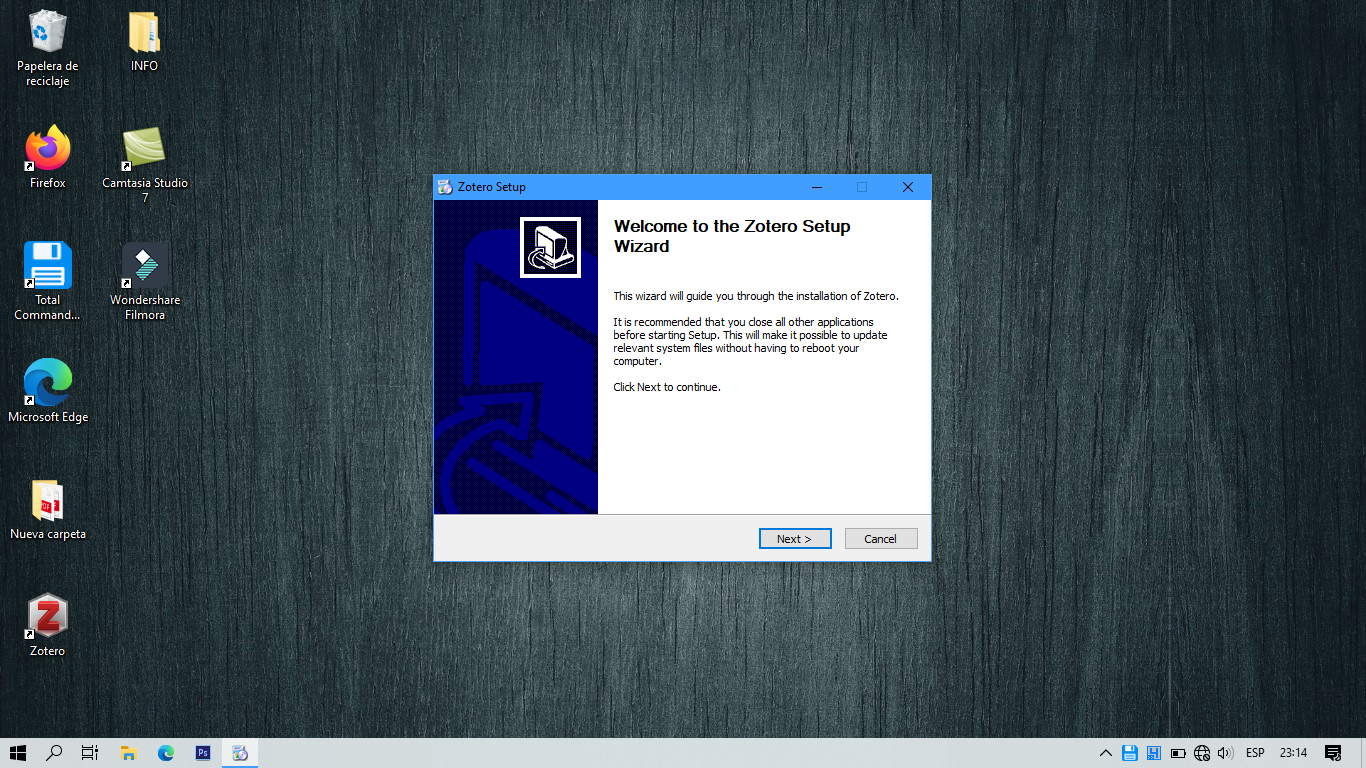 Papelera de
reciclaje
INFO
Firefox
Camtasia Studio
7
Total
Command...
Wondershare
Filmora
Microsoft Edge
PDF
Nueva carpeta
Z
Zotero
Zotero Setup
Welcome to the Zotero Setup
Wizard
This wizard will guide you through the installation of Zotero.
It is recommended that you close all other applications
before starting Setup. This will make it possible to update
relevant system files without having to reboot your
computer.
Click Next to continue.
Next >
Cancel
Ps
ESP
23:14